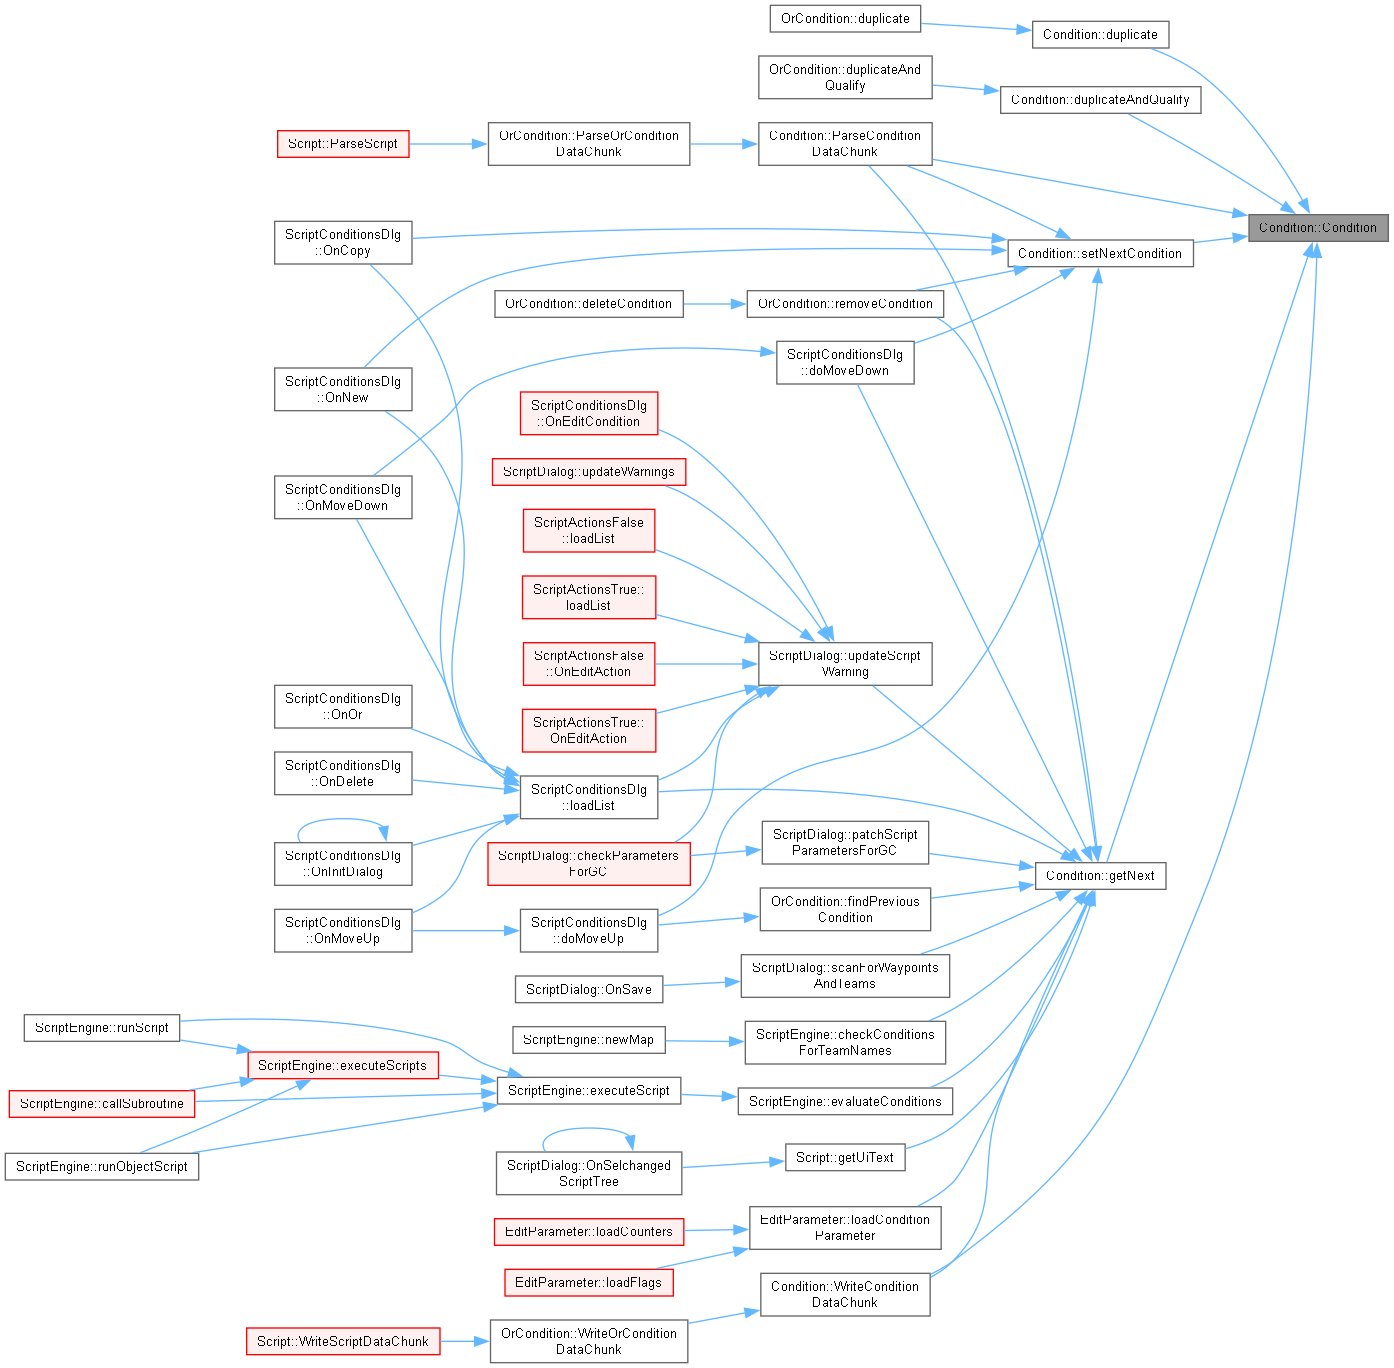 OrCondition::duplicate
Condition::duplicate
OrCondition::duplicateAnd
Qualify
Condition::duplicateAndQualify
Script::ParseScript
OrCondition::ParseOrCondition
DataChunk
Condition::ParseCondition
DataChunk
Condition::Condition
ScriptConditionsDlg
::OnCopy
Condition::setNextCondition
OrCondition::deleteCondition
OrCondition::removeCondition
ScriptConditionsDlg
::doMoveDown
ScriptConditionsDlg
::OnNew
ScriptConditionsDlg
::OnEditCondition
ScriptDialog::updateWarnings
ScriptConditionsDlg
::OnMoveDown
ScriptActionsFalse
::loadList
ScriptActionsTrue::
loadList
ScriptActionsFalse
::OnEditAction
ScriptDialog::updateScript
Warning
ScriptConditionsDlg
::OnOr
ScriptActionsTrue::
OnEditAction
ScriptConditionsDlg
::OnDelete
ScriptConditionsDlg
::loadList
ScriptConditionsDlg
::OnInitDialog
ScriptDialog::checkParameters
ForGC
ScriptDialog::patchScript
ParametersForGC
Condition::getNext
ScriptConditionsDlg
::OnMoveUp
ScriptConditionsDlg
::doMoveUp
OrCondition::findPrevious
Condition
ScriptDialog::OnSave
ScriptDialog::scanForWaypoints
AndTeams
ScriptEngine::runScript
ScriptEngine::newMap
ScriptEngine::checkConditions
ForTeamNames
ScriptEngine::executeScripts
ScriptEngine::callSubroutine
ScriptEngine::executeScript
ScriptEngine::evaluateConditions
ScriptEngine::runObjectScript
ScriptDialog::OnSelchanged
ScriptTree
Script::getUiText
EditParameter::loadCounters
EditParameter::loadCondition
Parameter
EditParameter::loadFlags
Condition::WriteCondition
DataChunk
Script::WriteScriptDataChunk
OrCondition::WriteOrCondition
DataChunk